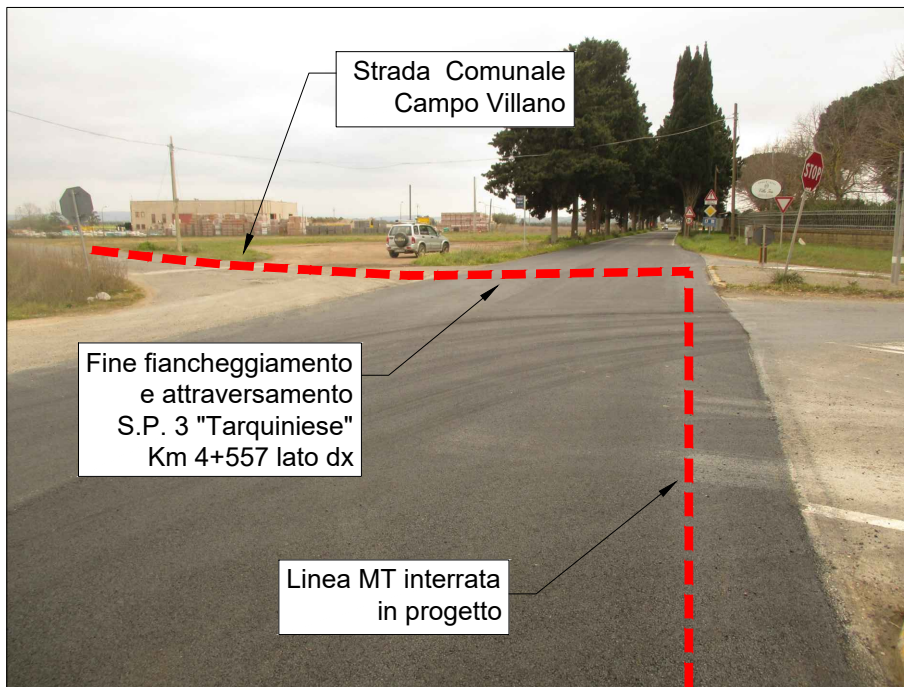 Strada Comunale
Campo Villano
STOP
Fine fiancheggiamento
e attraversamento
S.P. 3 "Tarquiniese"
Km 4+557 lato dx
Linea MT interrata
in progetto